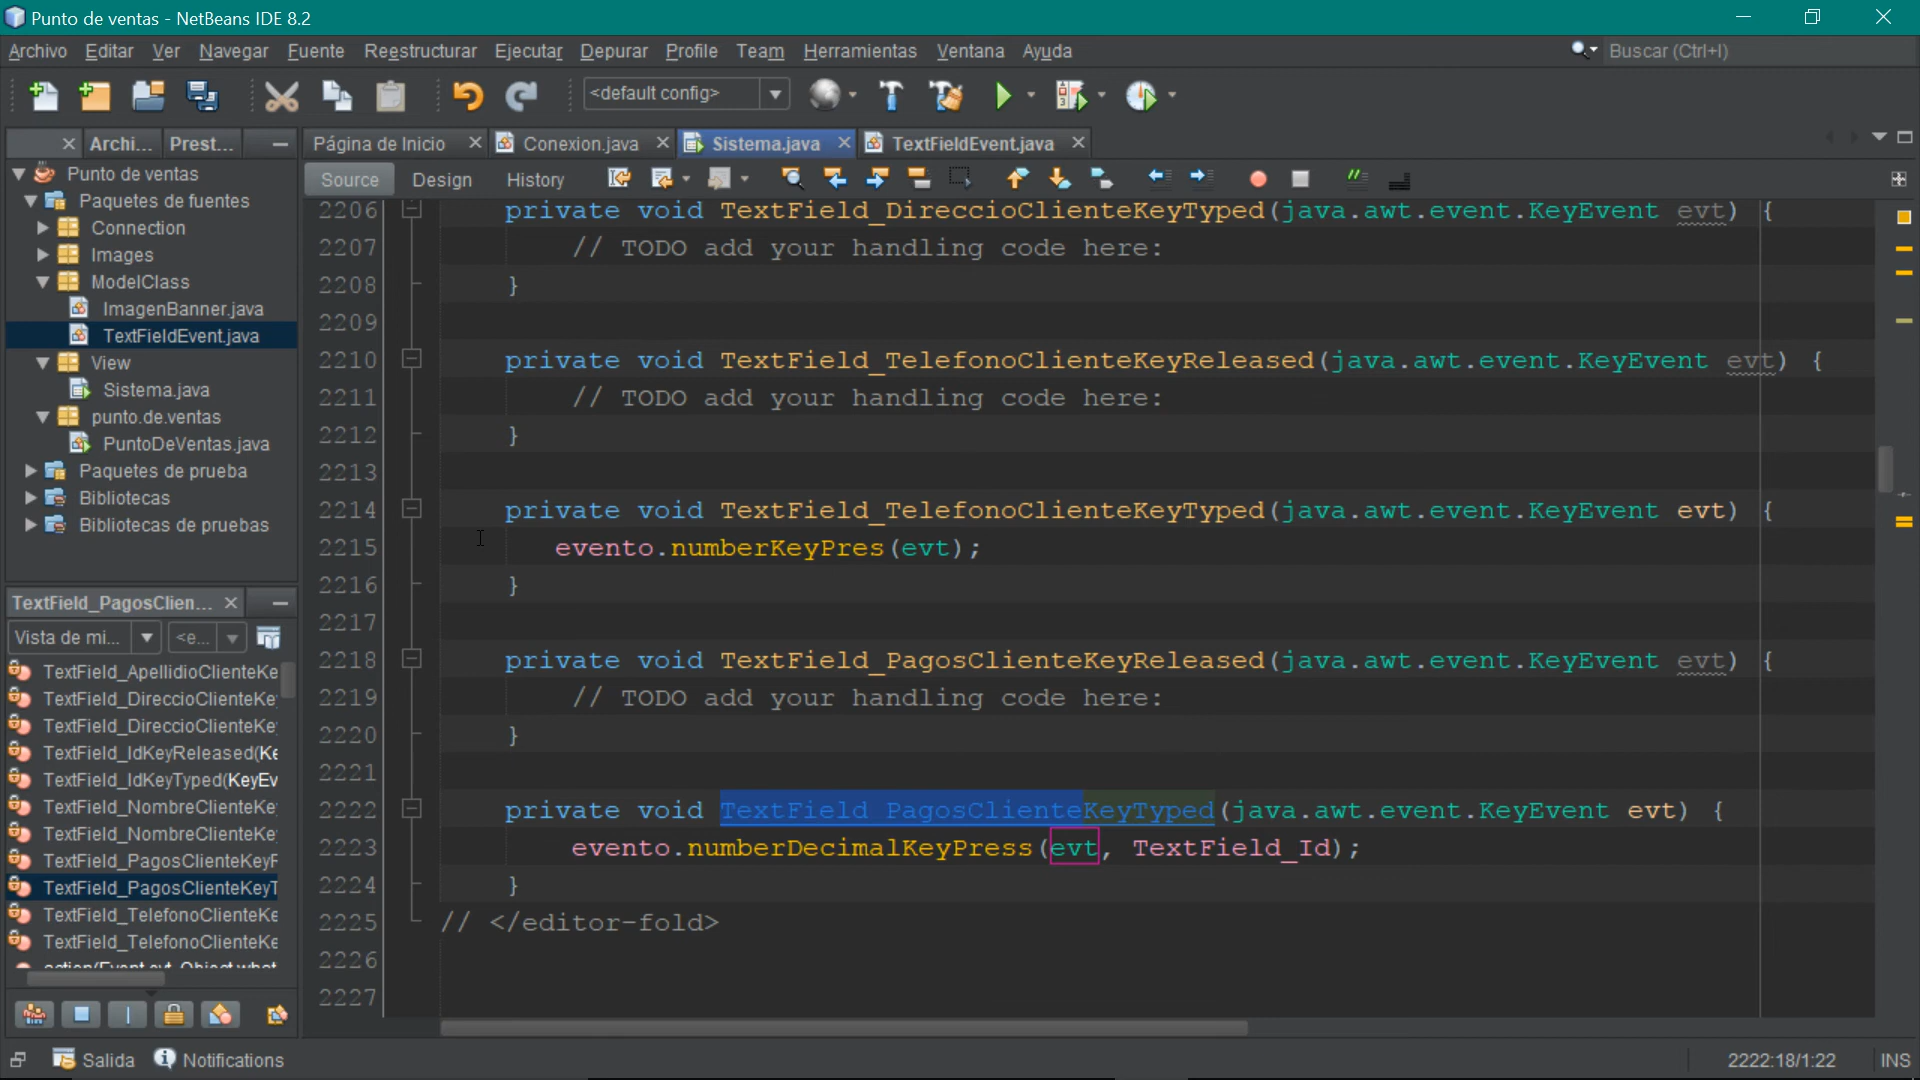 Punto de ventas - NetBeans IDE 8.2
Archivo Editar Ver Navegar Fuente Reestructurar Ejecutar Depurar Profile Team Herramientas Ventana Ayuda
Buscar (Ctrl+I)
<default config>
Archi... Prest...
Página de Inicio Conexion.java Sistema.java TextFieldEvent.java
Source Design History
Punto de ventas
Paquetes de fuentes
Connection
Images
ModelClass
ImagenBanner.java
TextFieldEvent.java
View
Sistema.java
punto.de.ventas
PuntoDeVentas.java
Paquetes de prueba
Bibliotecas
Bibliotecas de pruebas
TextField_PagosClien...
Vista de mi... <e...
TextField_ApellidioClienteKe
TextField_DireccioClienteKe
TextField_DireccioClienteKe
TextField_IdKeyReleased(Ke
TextField_IdKeyTyped(KeyEv
TextField_NombreClienteKe
TextField_NombreClienteKe
TextField_PagosClienteKeyF
TextField_PagosClienteKeyT
TextField_TelefonoClienteKe
TextField_TelefonoClienteKe
2206 private void TextField_DireccioClienteKeyTyped(java.awt.event.KeyEvent evt) {
2207 // TODO add your handling code here:
2208 }
2209
2210 private void TextField_TelefonoClienteKeyReleased(java.awt.event.KeyEvent evt) {
2211 // TODO add your handling code here:
2212 }
2213
2214 private void TextField_TelefonoClienteKeyTyped(java.awt.event.KeyEvent evt) {
2215 evento.numberKeyPres(evt);
2216 }
2217
2218 private void TextField_PagosClienteKeyReleased(java.awt.event.KeyEvent evt) {
2219 // TODO add your handling code here:
2220 }
2221
2222 private void TextField_PagosClienteKeyTyped(java.awt.event.KeyEvent evt) {
2223 evento.numberDecimalKeyPress(evt, TextField_Id);
2224 }
2225 // </editor-fold>
2226
2227
Salida Notifications
2222:18/1:22 INS